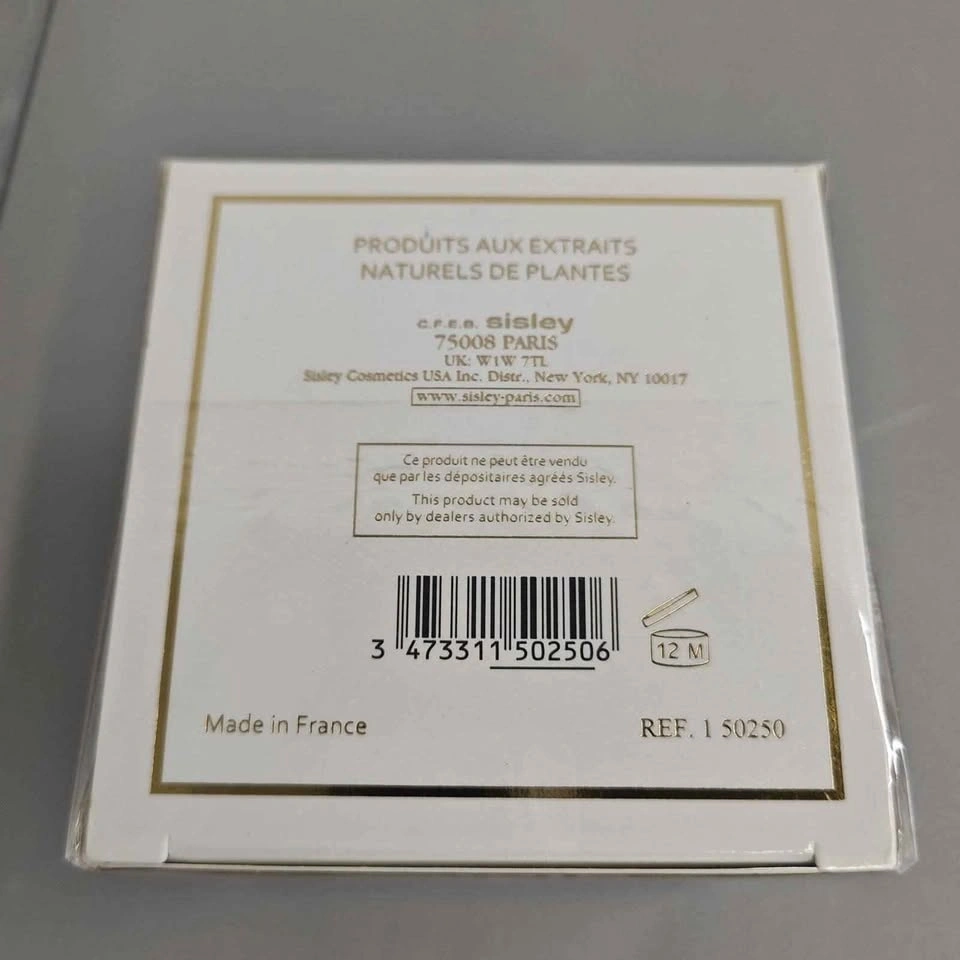 PRODUITS AUX EXTRAITS
NATURELS DE PLANTES
C.F.E.B. sisley
75008 PARIS
UK: W1W 7TL
Sisley Cosmetics USA Inc. Distr., New York, NY 10017
www.sisley-paris.com
Ce produit ne peut être vendu
que par les dépositaires agréés Sisley.
This product may be sold
only by dealers authorized by Sisley.
3 473311 502506
12 M
Made in France
REF. 1 50250